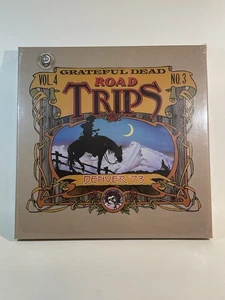 GRATEFUL DEAD
VOL. 4
ROAD
NO. 3
TRIPS
DENVER '73